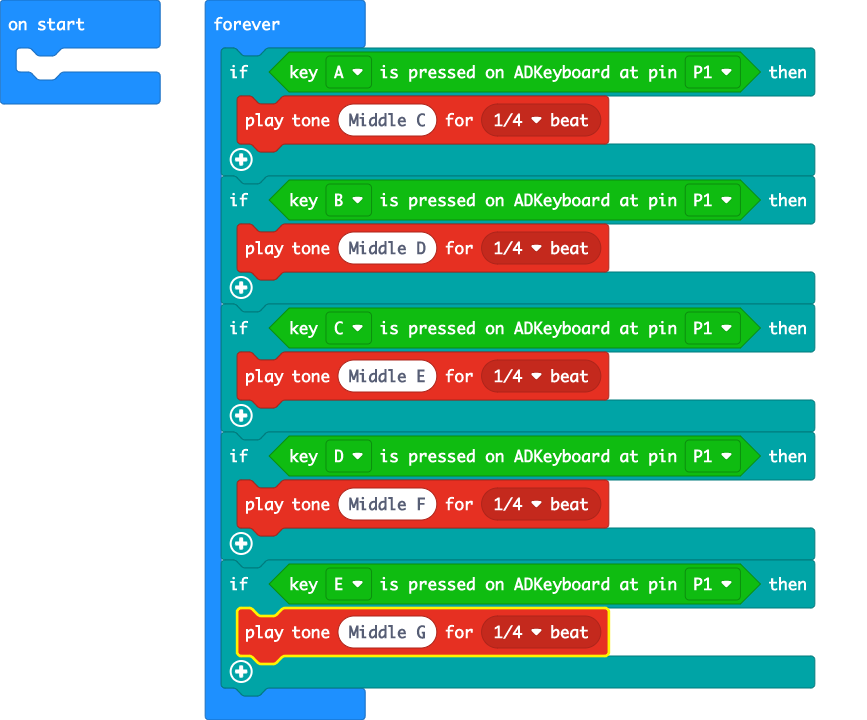 on start
forever
if key A is pressed on ADKeyboard at pin P1 then
play tone Middle C for 1/4 beat
if key B is pressed on ADKeyboard at pin P1 then
play tone Middle D for 1/4 beat
if key C is pressed on ADKeyboard at pin P1 then
play tone Middle E for 1/4 beat
if key D is pressed on ADKeyboard at pin P1 then
play tone Middle F for 1/4 beat
if key E is pressed on ADKeyboard at pin P1 then
play tone Middle G for 1/4 beat